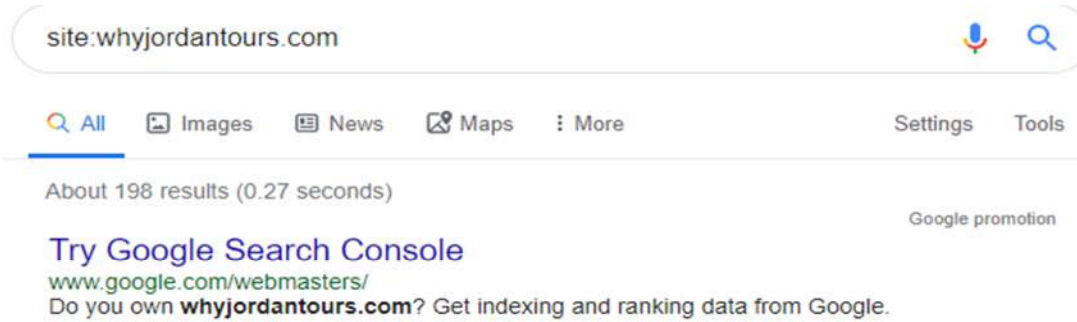 site:whyjordantours.com
All Images News Maps More Settings Tools
About 198 results (0.27 seconds)
Google promotion
Try Google Search Console
www.google.com/webmasters/
Do you own whyjordantours.com? Get indexing and ranking data from Google.